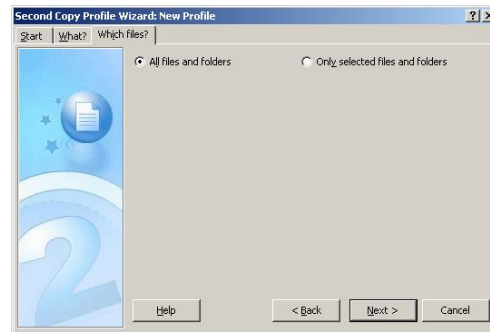 Second Copy Profile Wizard: New Profile
Start What? Which files?
All files and folders Only selected files and folders
2
Help < Back Next > Cancel